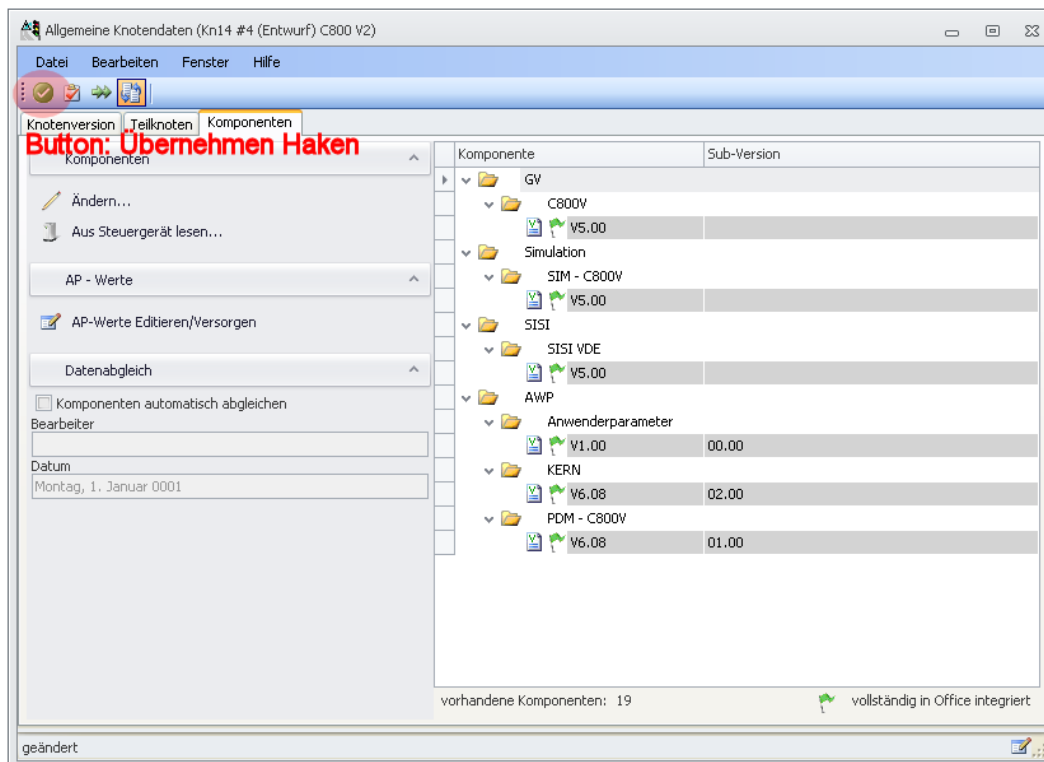 Allgemeine Knotendaten (Kn14 #4 (Entwurf) C800 V2)
Datei Bearbeiten Fenster Hilfe
Knotenversion Teilknoten Komponenten
Button: Übernehmen Haken
Komponenten
Ändern...
Aus Steuergerät lesen...
AP - Werte
AP-Werte Editieren/Versorgen
Datenabgleich
Komponenten automatisch abgleichen
Bearbeiter
Datum
Montag, 1. Januar 0001
Komponente Sub-Version
GV
C800V
V5.00
Simulation
SIM - C800V
V5.00
SISI
SISI VDE
V5.00
AWP
Anwenderparameter
V1.00 00.00
KERN
V6.08 02.00
PDM - C800V
V6.08 01.00
vorhandene Komponenten: 19 vollständig in Office integriert
geändert